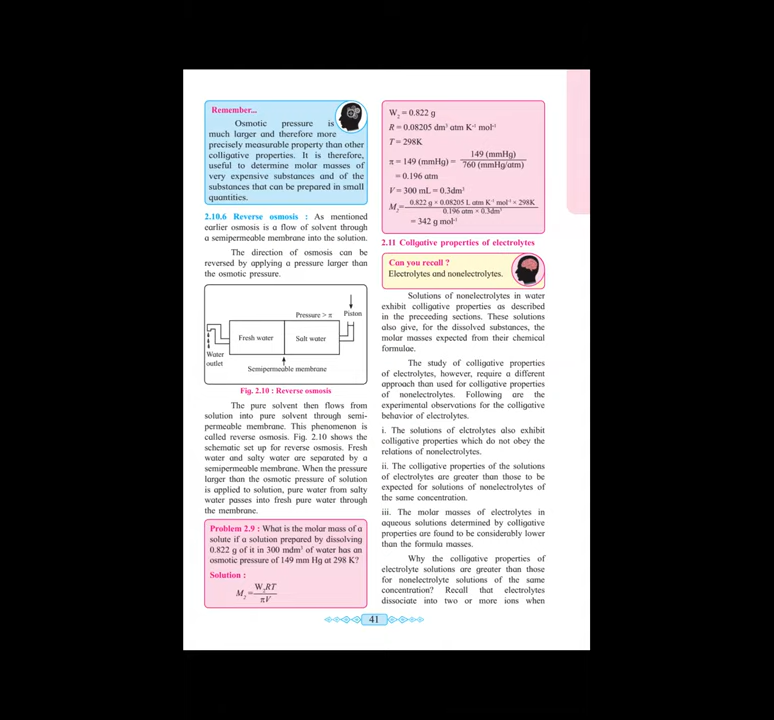 Remember...
Osmotic pressure is
much larger and therefore more
precisely measurable property than other
colligative properties. It is therefore,
useful to determine molar masses of
very expensive substances and of the
substances that can be prepared in small
quantities.
2.10.6 Reverse osmosis : As mentioned
earlier osmosis is a flow of solvent through
a semipermeable membrane into the solution.
The direction of osmosis can be
reversed by applying a pressure larger than
the osmotic pressure.
Pressure > π
Piston
Fresh water
Salt water
Water
outlet
Semipermeable membrane
Fig. 2.10 : Reverse osmosis
The pure solvent then flows from
solution into pure solvent through semi-
permeable membrane. This phenomenon is
called reverse osmosis. Fig. 2.10 shows the
schematic set up for reverse osmosis. Fresh
water and salty water are separated by a
semipermeable membrane. When the pressure
larger than the osmotic pressure of solution
is applied to solution, pure water from salty
water passes into fresh pure water through
the membrane.
Problem 2.9 : What is the molar mass of a
solute if a solution prepared by dissolving
0.822 g of it in 300 mdm³ of water has an
osmotic pressure of 149 mm Hg at 298 K?
Solution :
M₂ = W₂RT / πV
W₂ = 0.822 g
R = 0.08205 dm³ atm K⁻¹ mol⁻¹
T = 298K
π = 149 (mmHg) = 149 (mmHg) / 760 (mmHg/atm)
= 0.196 atm
V = 300 mL = 0.3dm³
M₂ = 0.822 g × 0.08205 L atm K⁻¹ mol⁻¹ × 298K / 0.196 atm × 0.3dm³
= 342 g mol⁻¹
2.11 Collgative properties of electrolytes
Can you recall ?
Electrolytes and nonelectrolytes.
Solutions of nonelectrolytes in water
exhibit colligative properties as described
in the preceeding sections. These solutions
also give, for the dissolved substances, the
molar masses expected from their chemical
formulae.
The study of colligative properties
of electrolytes, however, require a different
approach than used for colligative properties
of nonelectrolytes. Following are the
experimental observations for the colligative
behavior of electrolytes.
i. The solutions of elctrolytes also exhibit
colligative properties which do not obey the
relations of nonelectrolytes.
ii. The colligative properties of the solutions
of electrolytes are greater than those to be
expected for solutions of nonelectrolytes of
the same concentration.
iii. The molar masses of electrolytes in
aqueous solutions determined by colligative
properties are found to be considerably lower
than the formula masses.
Why the colligative properties of
electrolyte solutions are greater than those
for nonelectrolyte solutions of the same
concentration? Recall that electrolytes
dissociate into two or more ions when
41